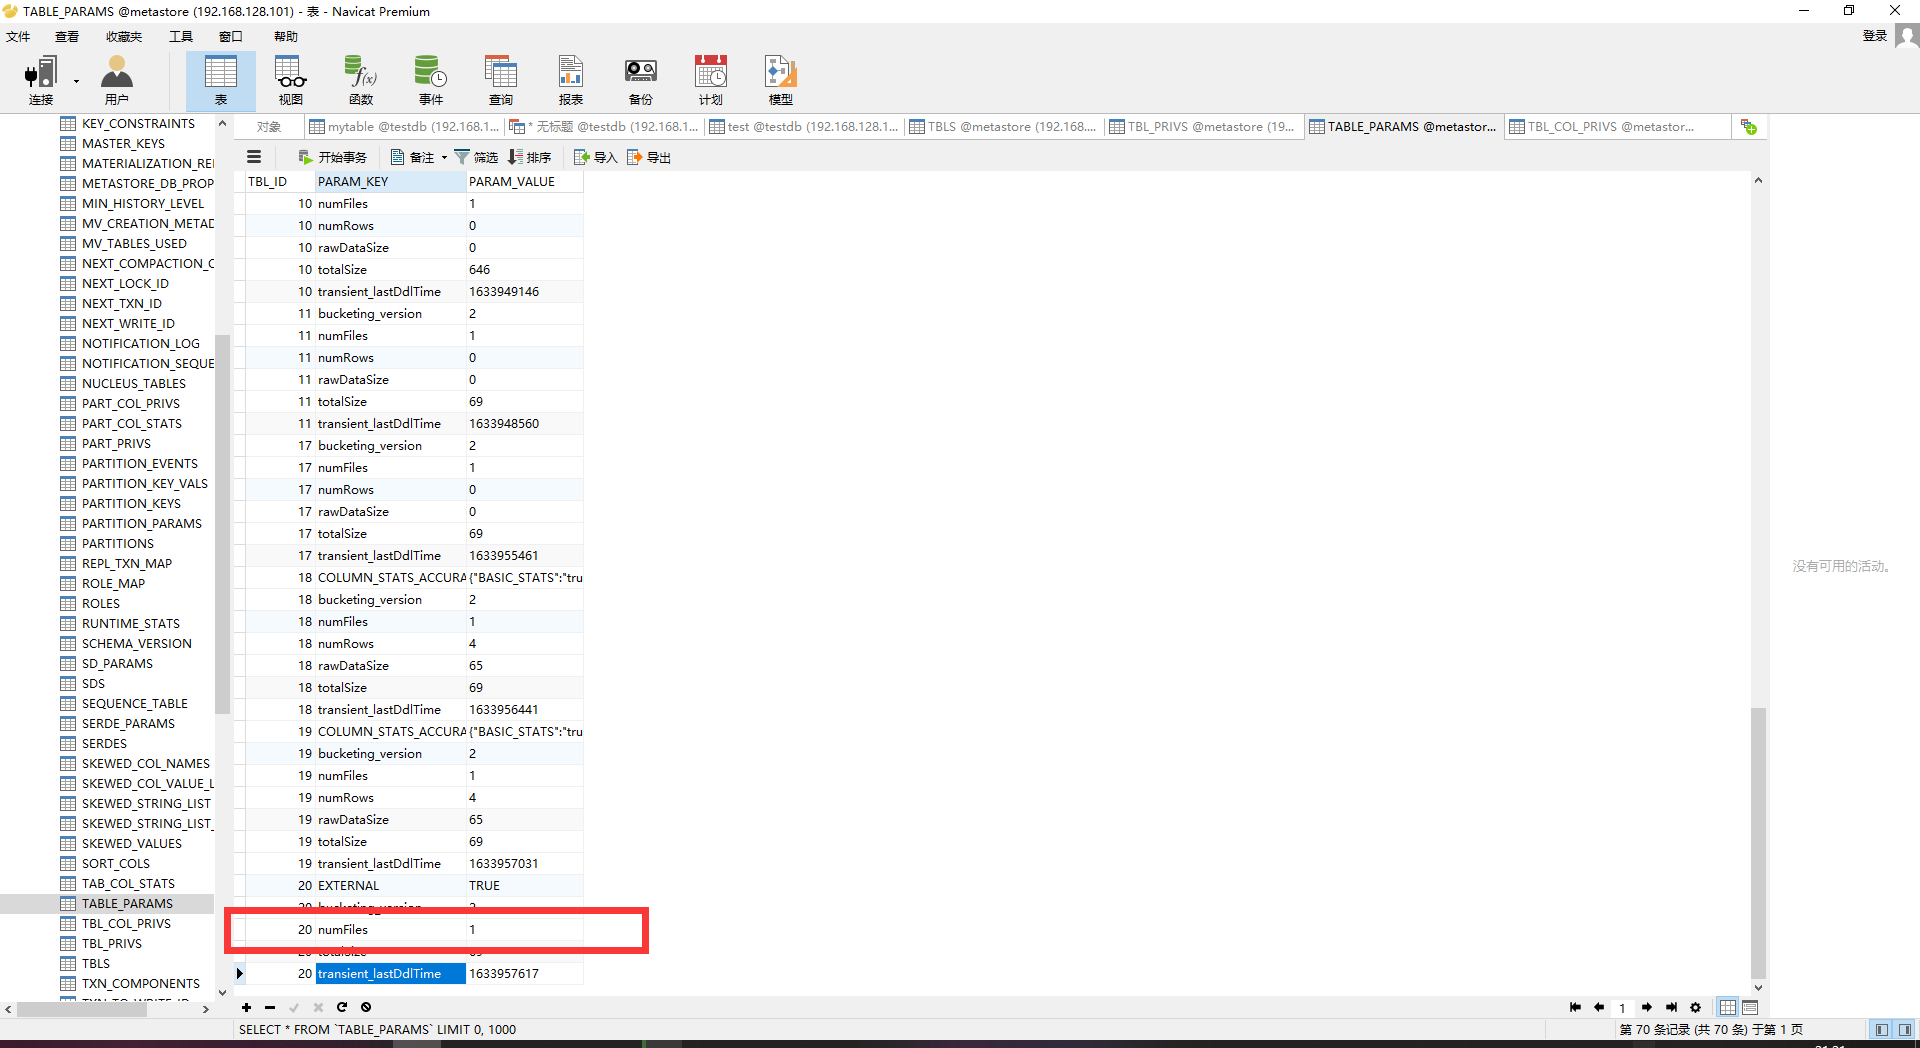 TABLE_PARAMS @metastore (192.168.128.101) - 表 - Navicat Premium
文件 查看 收藏夹 工具 窗口 帮助 登录
连接 用户 表 视图 函数 事件 查询 报表 备份 计划 模型
对象 mytable @testdb (192.168.1... * 无标题 @testdb (192.168.1... test @testdb (192.168.128.1... TBLS @metastore (192.168.... TBL_PRIVS @metastore (19... TABLE_PARAMS @metastor... TBL_COL_PRIVS @metastor...
开始事务 备注 筛选 排序 导入 导出
KEY_CONSTRAINTS
MASTER_KEYS
MATERIALIZATION_REI
METASTORE_DB_PROP
MIN_HISTORY_LEVEL
MV_CREATION_METAD
MV_TABLES_USED
NEXT_COMPACTION_C
NEXT_LOCK_ID
NEXT_TXN_ID
NEXT_WRITE_ID
NOTIFICATION_LOG
NOTIFICATION_SEQUE
NUCLEUS_TABLES
PART_COL_PRIVS
PART_COL_STATS
PART_PRIVS
PARTITION_EVENTS
PARTITION_KEY_VALS
PARTITION_KEYS
PARTITION_PARAMS
PARTITIONS
REPL_TXN_MAP
ROLE_MAP
ROLES
RUNTIME_STATS
SCHEMA_VERSION
SD_PARAMS
SDS
SEQUENCE_TABLE
SERDE_PARAMS
SERDES
SKEWED_COL_NAMES
SKEWED_COL_VALUE_L
SKEWED_STRING_LIST
SKEWED_STRING_LIST_
SKEWED_VALUES
SORT_COLS
TAB_COL_STATS
TABLE_PARAMS
TBL_COL_PRIVS
TBL_PRIVS
TBLS
TXN_COMPONENTS
TBL_ID PARAM_KEY PARAM_VALUE
10 numFiles 1
10 numRows 0
10 rawDataSize 0
10 totalSize 646
10 transient_lastDdlTime 1633949146
11 bucketing_version 2
11 numFiles 1
11 numRows 0
11 rawDataSize 0
11 totalSize 69
11 transient_lastDdlTime 1633948560
17 bucketing_version 2
17 numFiles 1
17 numRows 0
17 rawDataSize 0
17 totalSize 69
17 transient_lastDdlTime 1633955461
18 COLUMN_STATS_ACCURA {"BASIC_STATS":"tru
18 bucketing_version 2
18 numFiles 1
18 numRows 4
18 rawDataSize 65
18 totalSize 69
18 transient_lastDdlTime 1633956441
19 COLUMN_STATS_ACCURA {"BASIC_STATS":"tru
19 bucketing_version 2
19 numFiles 1
19 numRows 4
19 rawDataSize 65
19 totalSize 69
19 transient_lastDdlTime 1633957031
20 EXTERNAL TRUE
20 numFiles 1
20 transient_lastDdlTime 1633957617
没有可用的活动。
1
SELECT * FROM `TABLE_PARAMS` LIMIT 0, 1000
第 70 条记录 (共 70 条) 于第 1 页